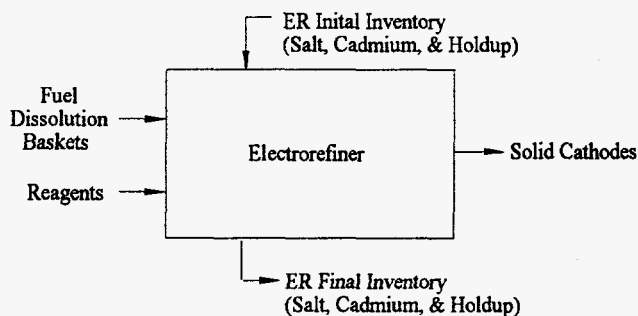 ER Inital Inventory
(Salt, Cadmium, & Holdup)
Fuel
Dissolution
Baskets
Electrorefiner
Solid Cathodes
Reagents
ER Final Inventory
(Salt, Cadmium, & Holdup)